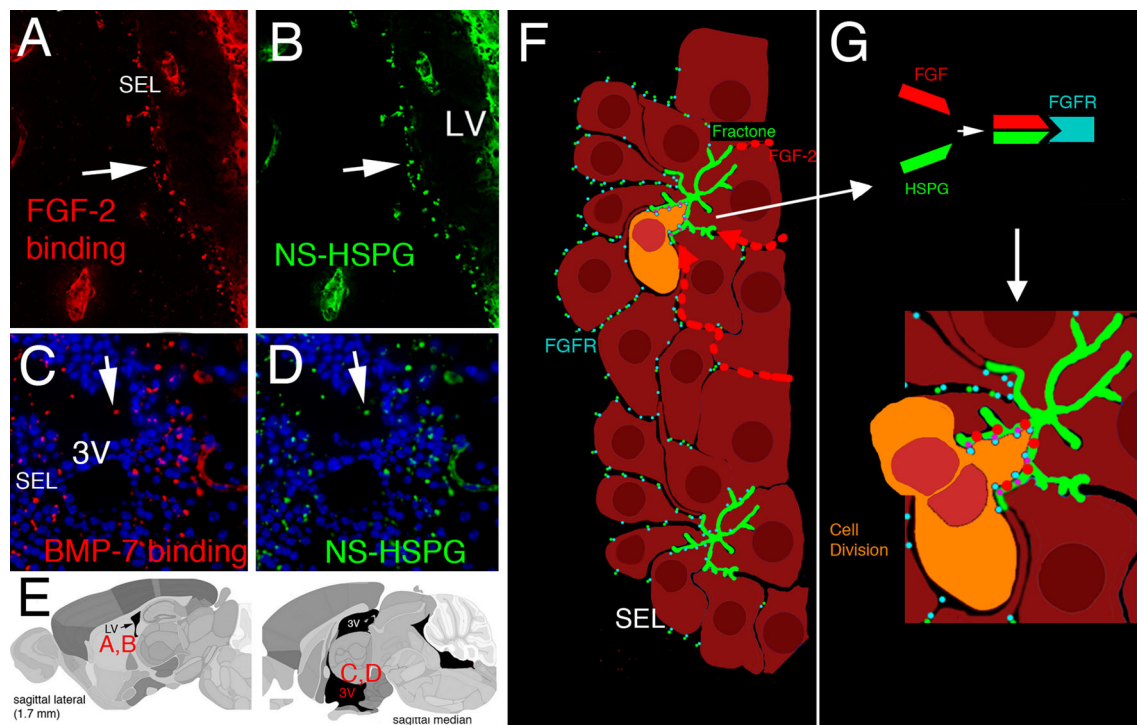 A
SEL
FGF-2
binding
B
LV
NS-HSPG
C
3V
SEL
BMP-7 binding
D
NS-HSPG
E
LV
A,B
sagittal lateral
(1.7 mm)
3V
C,D
3V
sagittal median
F
Fractone
FGF-2
FGFR
SEL
G
FGF
FGFR
HSPG
Cell
Division